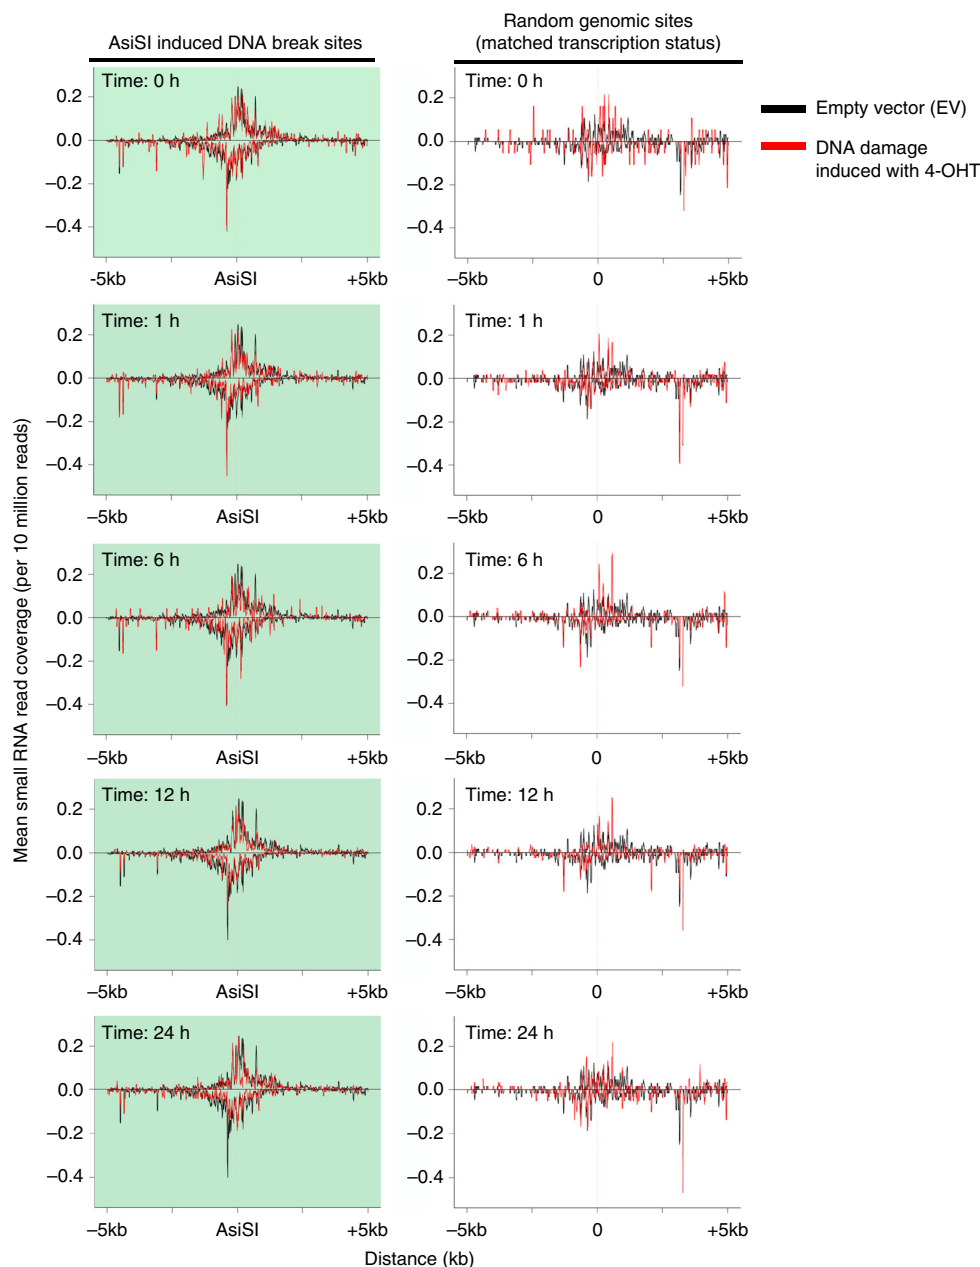 AsiSI induced DNA break sites
Random genomic sites
(matched transcription status)
Empty vector (EV)
DNA damage
induced with 4-OHT
Mean small RNA read coverage (per 10 million reads)
Time: 0 h
0.2
0.0
−0.2
−0.4
-5kb
AsiSI
+5kb
Time: 0 h
0.2
0.0
−0.2
−0.4
−5kb
0
+5kb
Time: 1 h
0.2
0.0
−0.2
−0.4
−5kb
AsiSI
+5kb
Time: 1 h
0.2
0.0
−0.2
−0.4
−5kb
0
+5kb
Time: 6 h
0.2
0.0
−0.2
−0.4
−5kb
AsiSI
+5kb
Time: 6 h
0.2
0.0
−0.2
−0.4
−5kb
0
+5kb
Time: 12 h
0.2
0.0
−0.2
−0.4
−5kb
AsiSI
+5kb
Time: 12 h
0.2
0.0
−0.2
−0.4
−5kb
0
+5kb
Time: 24 h
0.2
0.0
−0.2
−0.4
−5kb
AsiSI
+5kb
Time: 24 h
0.2
0.0
−0.2
−0.4
−5kb
0
+5kb
Distance (kb)